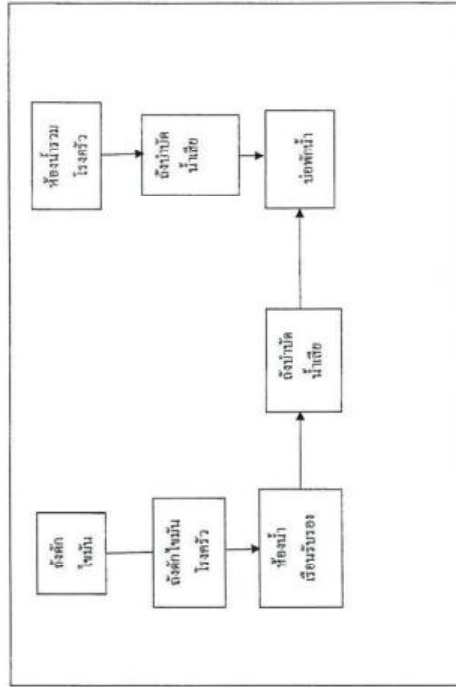 ถังดัก
ไขมัน
ห้องน้ำรวม
โรงครัว
ถังดักไขมัน
โรงครัว
ถังบำบัด
น้ำเสีย
ห้องน้ำ
เรือนรับรอง
ถังบำบัด
น้ำเสีย
บ่อพักน้ำ